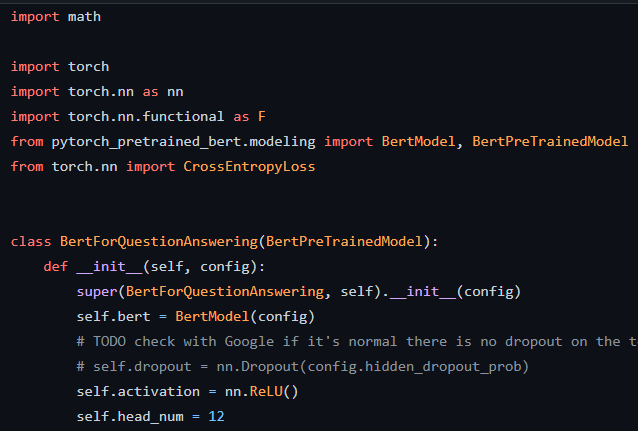 import math
import torch
import torch.nn as nn
import torch.nn.functional as F
from pytorch_pretrained_bert.modeling import BertModel, BertPreTrainedModel
from torch.nn import CrossEntropyLoss
class BertForQuestionAnswering(BertPreTrainedModel):
    def __init__(self, config):
        super(BertForQuestionAnswering, self).__init__(config)
        self.bert = BertModel(config)
        # TODO check with Google if it's normal there is no dropout on the
        # self.dropout = nn.Dropout(config.hidden_dropout_prob)
        self.activation = nn.ReLU()
        self.head_num = 12